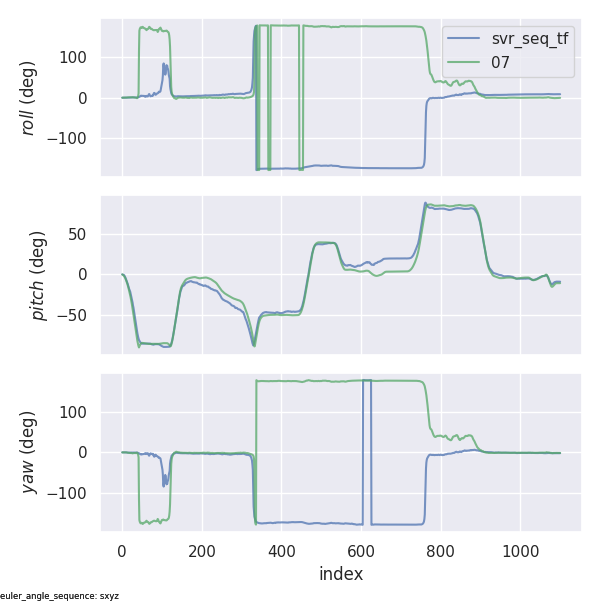 svr_seq_tf
07
roll (deg)
100
0
−100
pitch (deg)
50
0
−50
yaw (deg)
100
0
−100
0 200 400 600 800 1000
index
euler_angle_sequence: sxyz